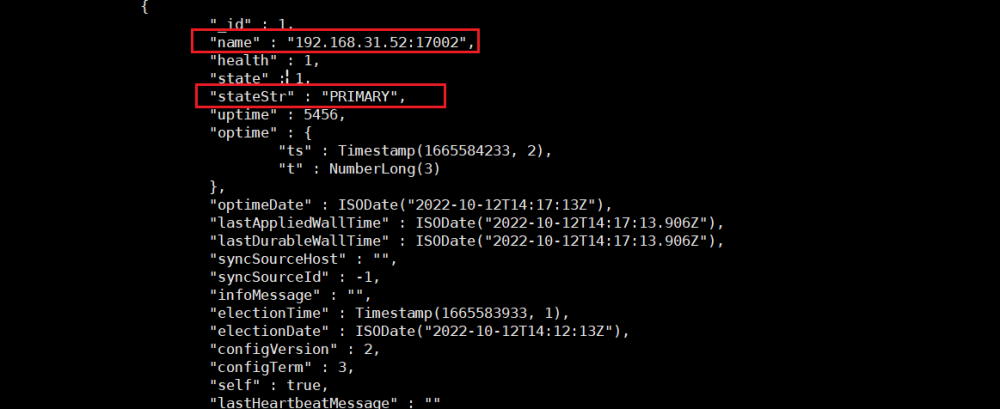 {
"_id" : 1,
"name" : "192.168.31.52:17002",
"health" : 1,
"state" : 1,
"stateStr" : "PRIMARY",
"uptime" : 5456,
"optime" : {
"ts" : Timestamp(1665584233, 2),
"t" : NumberLong(3)
},
"optimeDate" : ISODate("2022-10-12T14:17:13Z"),
"lastAppliedWallTime" : ISODate("2022-10-12T14:17:13.906Z"),
"lastDurableWallTime" : ISODate("2022-10-12T14:17:13.906Z"),
"syncSourceHost" : "",
"syncSourceId" : -1,
"infoMessage" : "",
"electionTime" : Timestamp(1665583933, 1),
"electionDate" : ISODate("2022-10-12T14:12:13Z"),
"configVersion" : 2,
"configTerm" : 3,
"self" : true,
"lastHeartbeatMessage" : ""